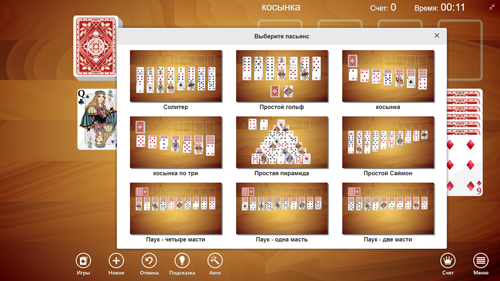 косынка
Счет: 0
Время: 00:11
Выберите пасьянс
Солитер
Простой гольф
косынка
косынка по три
Простая пирамида
Простой Саймон
Паук - четыре масти
Паук - одна масть
Паук - две масти
Q
6
Игры
Новое
Отмена
Подсказка
Авто
Счет
Меню